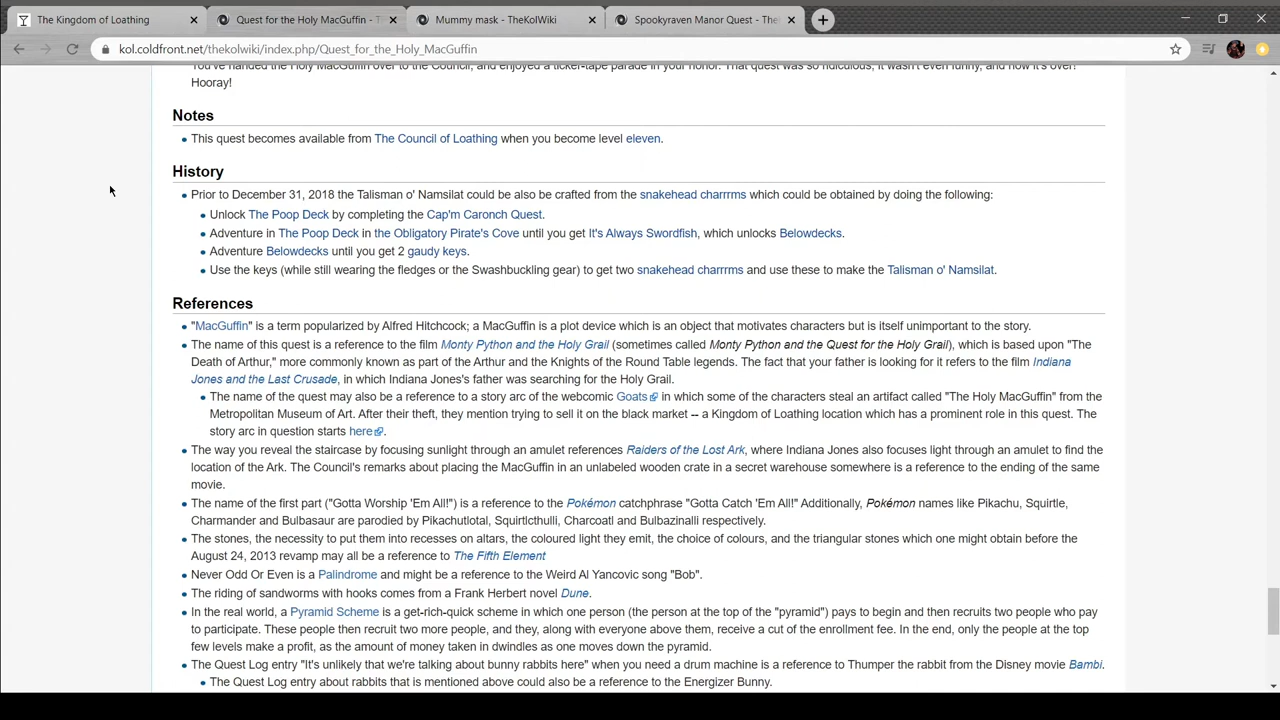 The Kingdom of Loathing
Quest for the Holy MacGuffin - T
Mummy mask - TheKolWiki
Spookyraven Manor Quest - The
kol.coldfront.net/thekolwiki/index.php/Quest_for_the_Holy_MacGuffin
You've handed the Holy MacGuffin over to the Council, and enjoyed a ticker-tape parade in your honor. That quest was so ridiculous, it wasn't even funny, and now it's over!
Hooray!
Notes
This quest becomes available from The Council of Loathing when you become level eleven.
History
Prior to December 31, 2018 the Talisman o' Namsilat could be also be crafted from the snakehead charrrms which could be obtained by doing the following:
Unlock The Poop Deck by completing the Cap'm Caronch Quest.
Adventure in The Poop Deck in the Obligatory Pirate's Cove until you get It's Always Swordfish, which unlocks Belowdecks.
Adventure Belowdecks until you get 2 gaudy keys.
Use the keys (while still wearing the fledges or the Swashbuckling gear) to get two snakehead charrrms and use these to make the Talisman o' Namsilat.
References
"MacGuffin" is a term popularized by Alfred Hitchcock; a MacGuffin is a plot device which is an object that motivates characters but is itself unimportant to the story.
The name of this quest is a reference to the film Monty Python and the Holy Grail (sometimes called Monty Python and the Quest for the Holy Grail), which is based upon "The
Death of Arthur," more commonly known as part of the Arthur and the Knights of the Round Table legends. The fact that your father is looking for it refers to the film Indiana
Jones and the Last Crusade, in which Indiana Jones's father was searching for the Holy Grail.
The name of the quest may also be a reference to a story arc of the webcomic Goats in which some of the characters steal an artifact called "The Holy MacGuffin" from the
Metropolitan Museum of Art. After their theft, they mention trying to sell it on the black market -- a Kingdom of Loathing location which has a prominent role in this quest. The
story arc in question starts here.
The way you reveal the staircase by focusing sunlight through an amulet references Raiders of the Lost Ark, where Indiana Jones also focuses light through an amulet to find the
location of the Ark. The Council's remarks about placing the MacGuffin in an unlabeled wooden crate in a secret warehouse somewhere is a reference to the ending of the same
movie.
The name of the first part ("Gotta Worship 'Em All!") is a reference to the Pokémon catchphrase "Gotta Catch 'Em All!" Additionally, Pokémon names like Pikachu, Squirtle,
Charmander and Bulbasaur are parodied by Pikachutlotal, Squirtlcthulli, Charcoatl and Bulbazinalli respectively.
The stones, the necessity to put them into recesses on altars, the coloured light they emit, the choice of colours, and the triangular stones which one might obtain before the
August 24, 2013 revamp may all be a reference to The Fifth Element
Never Odd Or Even is a Palindrome and might be a reference to the Weird Al Yancovic song "Bob".
The riding of sandworms with hooks comes from a Frank Herbert novel Dune.
In the real world, a Pyramid Scheme is a get-rich-quick scheme in which one person (the person at the top of the "pyramid") pays to begin and then recruits two people who pay
to participate. These people then recruit two more people, and they, along with everyone above them, receive a cut of the enrollment fee. In the end, only the people at the top
few levels make a profit, as the amount of money taken in dwindles as one moves down the pyramid.
The Quest Log entry "It's unlikely that we're talking about bunny rabbits here" when you need a drum machine is a reference to Thumper the rabbit from the Disney movie Bambi.
The Quest Log entry about rabbits that is mentioned above could also be a reference to the Energizer Bunny.